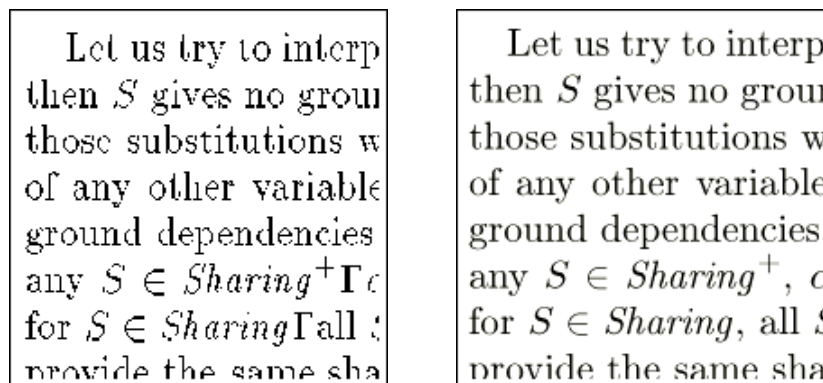 Let us try to interp
then S gives no grour
those substitutions w
of any other variable
ground dependencies
any S ∈ Sharing⁺Γ
for S ∈ SharingΓall
provide the same sha
Let us try to interp
then S gives no groun
those substitutions w
of any other variable
ground dependencies
any S ∈ Sharing⁺,
for S ∈ Sharing, all S
provide the same sha